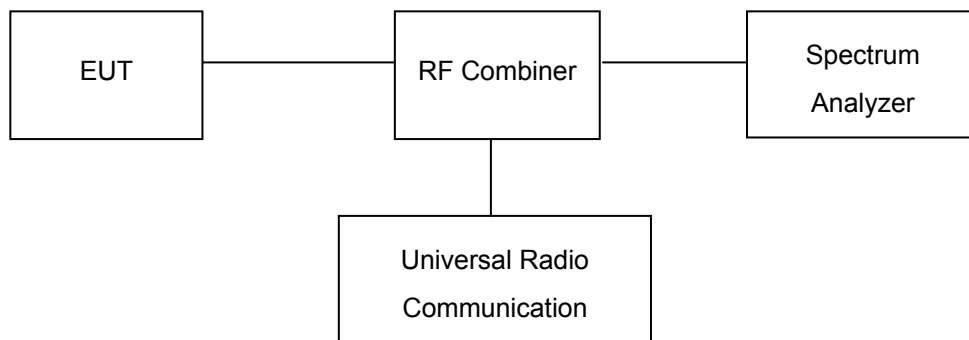 EUT
RF Combiner
Spectrum
Analyzer
Universal Radio
Communication